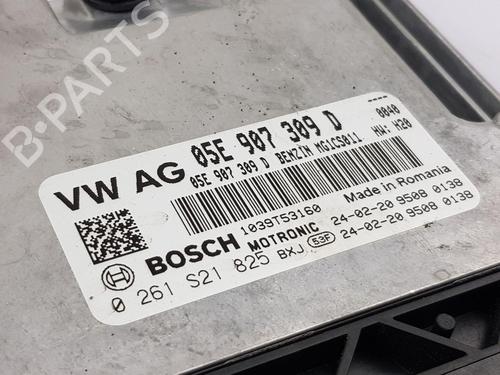 B-PARTS
VW AG 05E 907 309 D
05E 907 309 D BENZIN MG1CS011
0040
HW: H20
1039T53160
Made in Romania
BOSCH MOTRONIC 24-02-20 9508 0138
0 261 S21 825 BXJ 53F 24-02-20 9508 0138